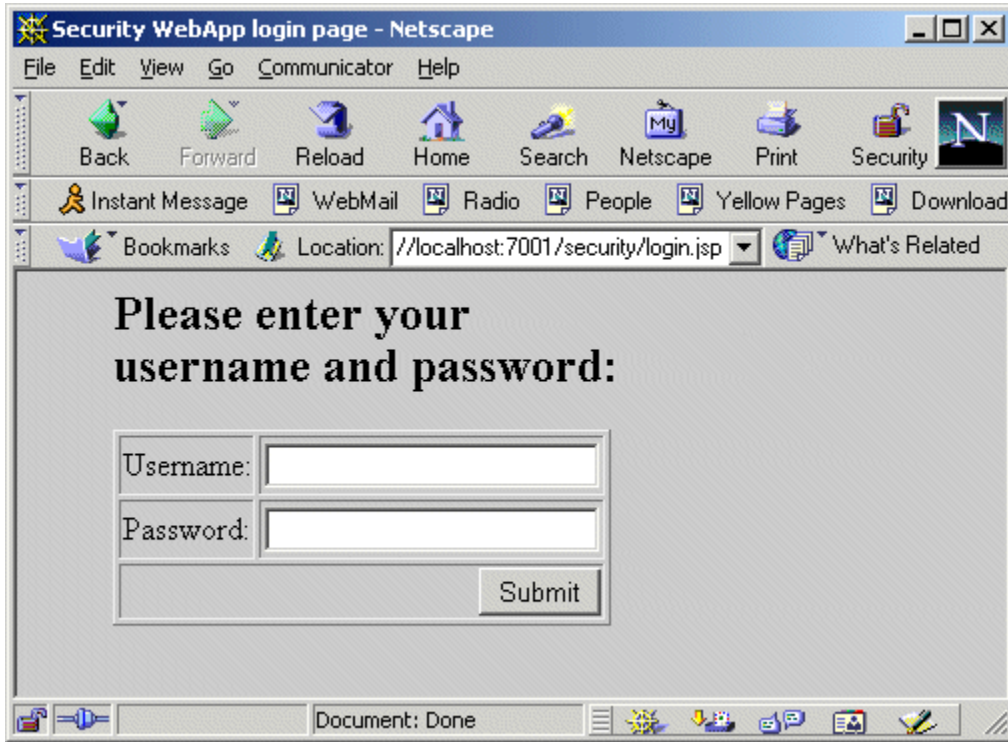 Security WebApp login page - Netscape
File Edit View Go Communicator Help
Back Forward Reload Home Search My Netscape Print Security N
Instant Message WebMail Radio People Yellow Pages Download
Bookmarks Location: //localhost:7001/security/login.jsp What's Related
Please enter your
username and password:
Username:
Password:
Submit
Document: Done